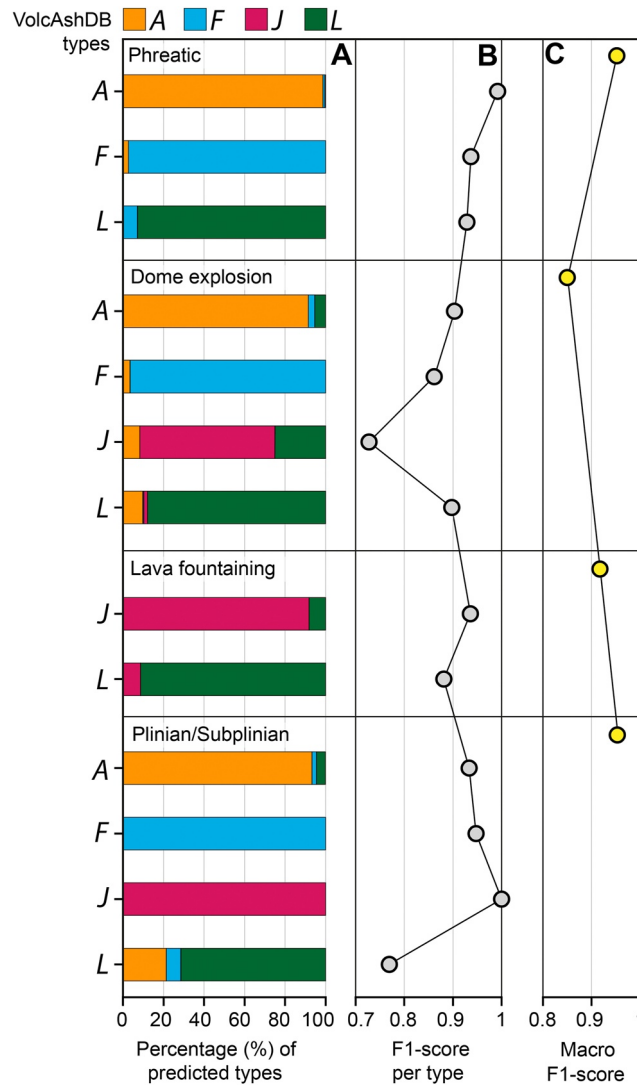 VolcAshDB types
A F J L
A B C
Phreatic
A
F
L
Dome explosion
A
F
J
L
Lava fountaining
J
L
Plinian/Subplinian
A
F
J
L
0 20 40 60 80 100 0.7 0.8 0.9 1 0.8 0.9
Percentage (%) of
predicted types
F1-score
per type
Macro
F1-score